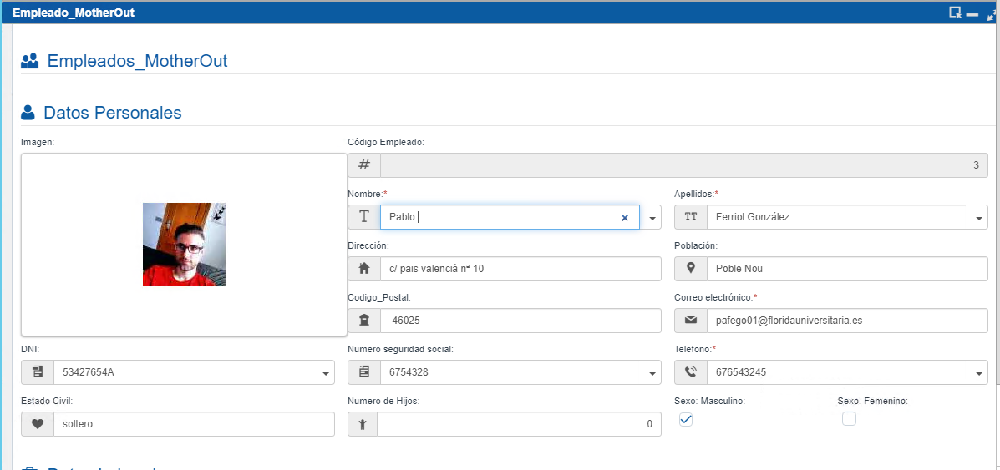 Empleado_MotherOut
Empleados_MotherOut
Datos Personales
Imagen:
Código Empleado:
3
Nombre:*
Apellidos:*
Pablo
Ferriol González
Dirección:
Población:
c/ pais valencià nª 10
Poble Nou
Codigo_Postal:
Correo electrónico:*
46025
pafego01@floridauniversitaria.es
DNI:
Numero seguridad social:
Telefono:*
53427654A
6754328
676543245
Estado Civil:
Numero de Hijos:
Sexo: Masculino:
Sexo: Femenino:
soltero
0